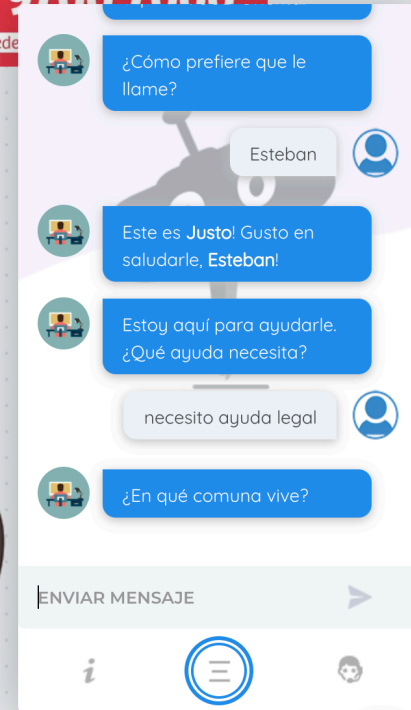 ¿Cómo prefiere que le
llame?
Esteban
Este es Justo! Gusto en
saludarle, Esteban!
Estoy aquí para ayudarle.
¿Qué ayuda necesita?
necesito ayuda legal
¿En qué comuna vive?
ENVIAR MENSAJE